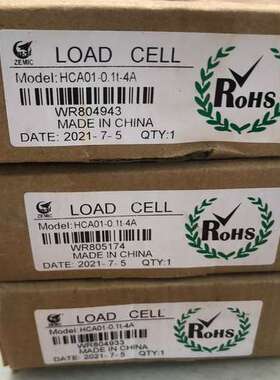 ZEMIC
LOAD CELL
Model:HCA01-0.1t-4A
WR804943
MADE IN CHINA
DATE: 2021-7-5 QTY:1
RoHS
ZEMIC
LOAD CELL
Model:HCA01-0.1t-4A
WR805174
MADE IN CHINA
DATE: 2021-7-5 QTY:1
RoHS
ZEMIC
LOAD CELL
Model:HCA01-0.1t-4A
WR804933
MADE IN CHINA
DATE: 2021-7-5 QTY:1
RoHS